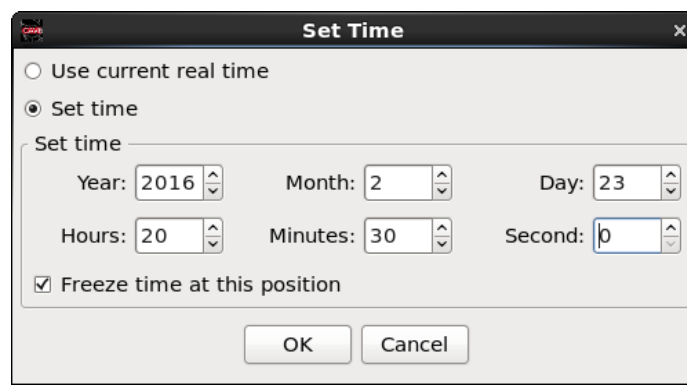 CAVE Set Time
Use current real time
Set time
Set time
Year: 2016 Month: 2 Day: 23
Hours: 20 Minutes: 30 Second: 0
Freeze time at this position
OK Cancel